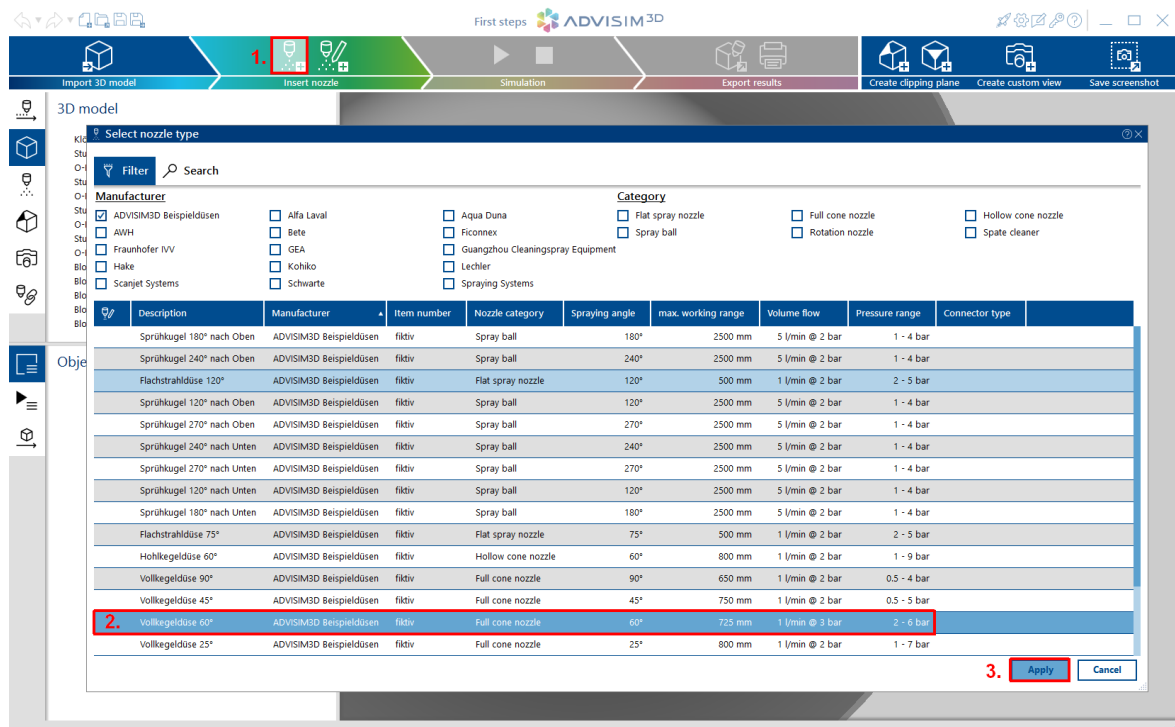 First steps ADVISIM3D
1.
Import 3D model Insert nozzle Simulation Export results Create clipping plane Create custom view Save screenshot
3D model
Select nozzle type
Filter Search
Manufacturer Category
ADVISIM3D Beispieldüsen Alfa Laval Aqua Duna Flat spray nozzle Full cone nozzle Hollow cone nozzle
AWH Bete Ficonnex Spray ball Rotation nozzle Spate cleaner
Fraunhofer IVV GEA Guangzhou Cleaningspray Equipment
Hake Kohiko Lechler
Scanjet Systems Schwarte Spraying Systems
Description Manufacturer Item number Nozzle category Spraying angle max. working range Volume flow Pressure range Connector type
Sprühkugel 180° nach Oben ADVISIM3D Beispieldüsen fiktiv Spray ball 180° 2500 mm 5 l/min @ 2 bar 1 - 4 bar
Sprühkugel 240° nach Oben ADVISIM3D Beispieldüsen fiktiv Spray ball 240° 2500 mm 5 l/min @ 2 bar 1 - 4 bar
Obje
Flachstrahldüse 120° ADVISIM3D Beispieldüsen fiktiv Flat spray nozzle 120° 500 mm 1 l/min @ 2 bar 2 - 5 bar
Sprühkugel 120° nach Oben ADVISIM3D Beispieldüsen fiktiv Spray ball 120° 2500 mm 5 l/min @ 2 bar 1 - 4 bar
Sprühkugel 270° nach Oben ADVISIM3D Beispieldüsen fiktiv Spray ball 270° 2500 mm 5 l/min @ 2 bar 1 - 4 bar
Sprühkugel 240° nach Unten ADVISIM3D Beispieldüsen fiktiv Spray ball 240° 2500 mm 5 l/min @ 2 bar 1 - 4 bar
Sprühkugel 270° nach Unten ADVISIM3D Beispieldüsen fiktiv Spray ball 270° 2500 mm 5 l/min @ 2 bar 1 - 4 bar
Sprühkugel 120° nach Unten ADVISIM3D Beispieldüsen fiktiv Spray ball 120° 2500 mm 5 l/min @ 2 bar 1 - 4 bar
Sprühkugel 180° nach Unten ADVISIM3D Beispieldüsen fiktiv Spray ball 180° 2500 mm 5 l/min @ 2 bar 1 - 4 bar
Flachstrahldüse 75° ADVISIM3D Beispieldüsen fiktiv Flat spray nozzle 75° 500 mm 1 l/min @ 2 bar 2 - 5 bar
Hohlkegeldüse 60° ADVISIM3D Beispieldüsen fiktiv Hollow cone nozzle 60° 800 mm 1 l/min @ 2 bar 1 - 9 bar
Vollkegeldüse 90° ADVISIM3D Beispieldüsen fiktiv Full cone nozzle 90° 650 mm 1 l/min @ 2 bar 0.5 - 4 bar
Vollkegeldüse 45° ADVISIM3D Beispieldüsen fiktiv Full cone nozzle 45° 750 mm 1 l/min @ 2 bar 0.5 - 5 bar
2. Vollkegeldüse 60° ADVISIM3D Beispieldüsen fiktiv Full cone nozzle 60° 725 mm 1 l/min @ 3 bar 2 - 6 bar
Vollkegeldüse 25° ADVISIM3D Beispieldüsen fiktiv Full cone nozzle 25° 800 mm 1 l/min @ 2 bar 1 - 7 bar
3. Apply Cancel